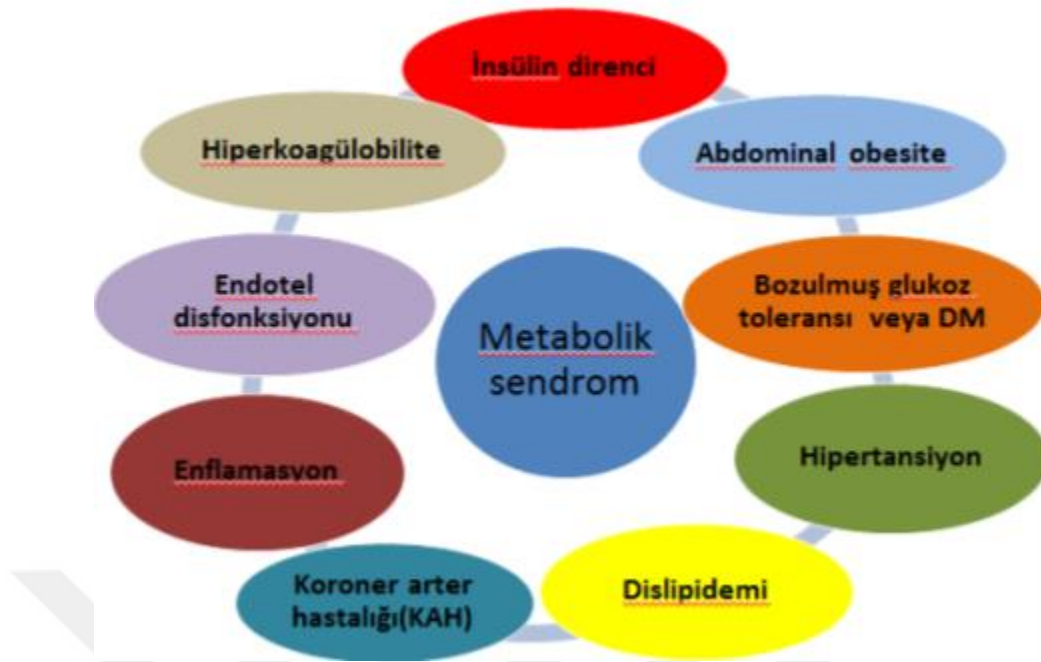 İnsülin direnci
Abdominal obesite
Bozulmuş glukoz
toleransı veya DM
Hipertansiyon
Dislipidemi
Koroner arter
hastalığı(KAH)
Enflamasyon
Endotel
disfonksiyonu
Hiperkoagülobilite
Metabolik
sendrom